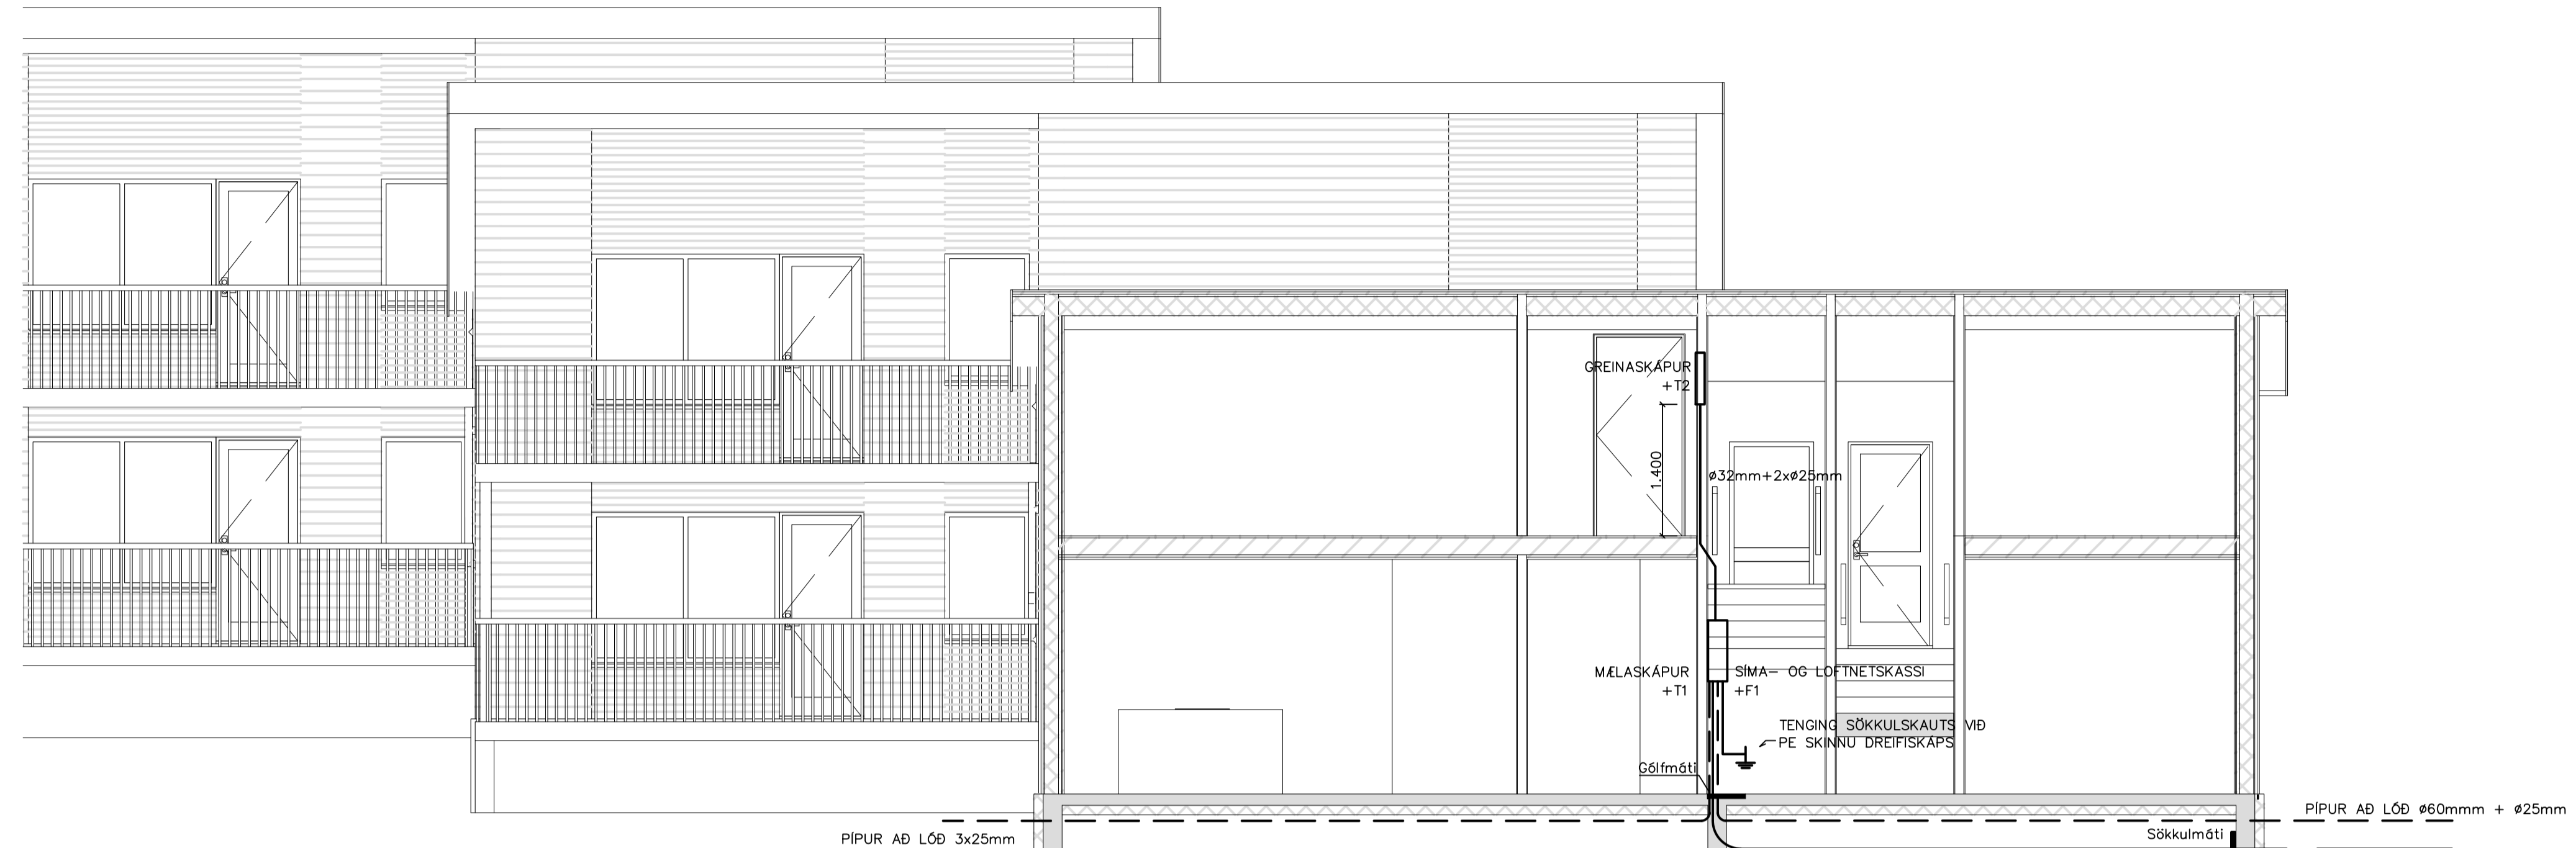 GREINASKÁPUR
+T2
1.400
ø32mm+2xø25mm
MÆLASKÁPUR
+T1
SÍMA- OG LOFTNETSKASSI
+F1
TENGING SÖKKULSKAUTS VIÐ
PE SKINNU DREIFISKÁPS
Gólfmáti
PÍPUR AÐ LÓÐ ø60mmm + ø25mm
Sökkulmáti
PÍPUR AÐ LÓÐ 3x25mm